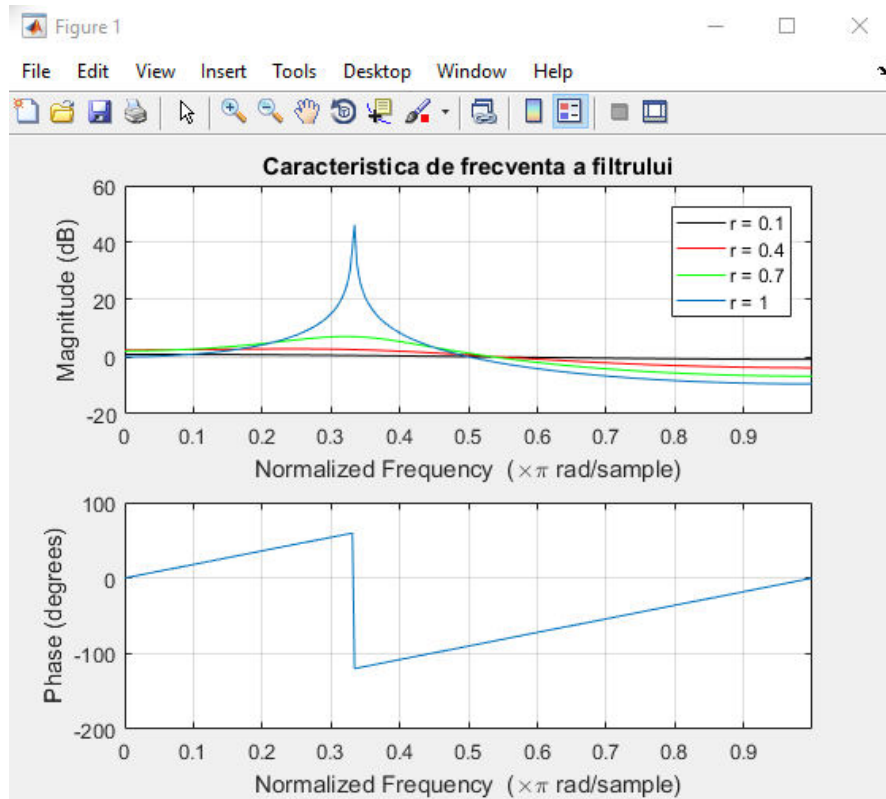 Figure 1
File Edit View Insert Tools Desktop Window Help
Caracteristica de frecventa a filtrului
60
40
20
0
-20
Magnitude (dB)
r = 0.1
r = 0.4
r = 0.7
r = 1
0 0.1 0.2 0.3 0.4 0.5 0.6 0.7 0.8 0.9
Normalized Frequency (×π rad/sample)
100
0
-100
-200
Phase (degrees)
0 0.1 0.2 0.3 0.4 0.5 0.6 0.7 0.8 0.9
Normalized Frequency (×π rad/sample)